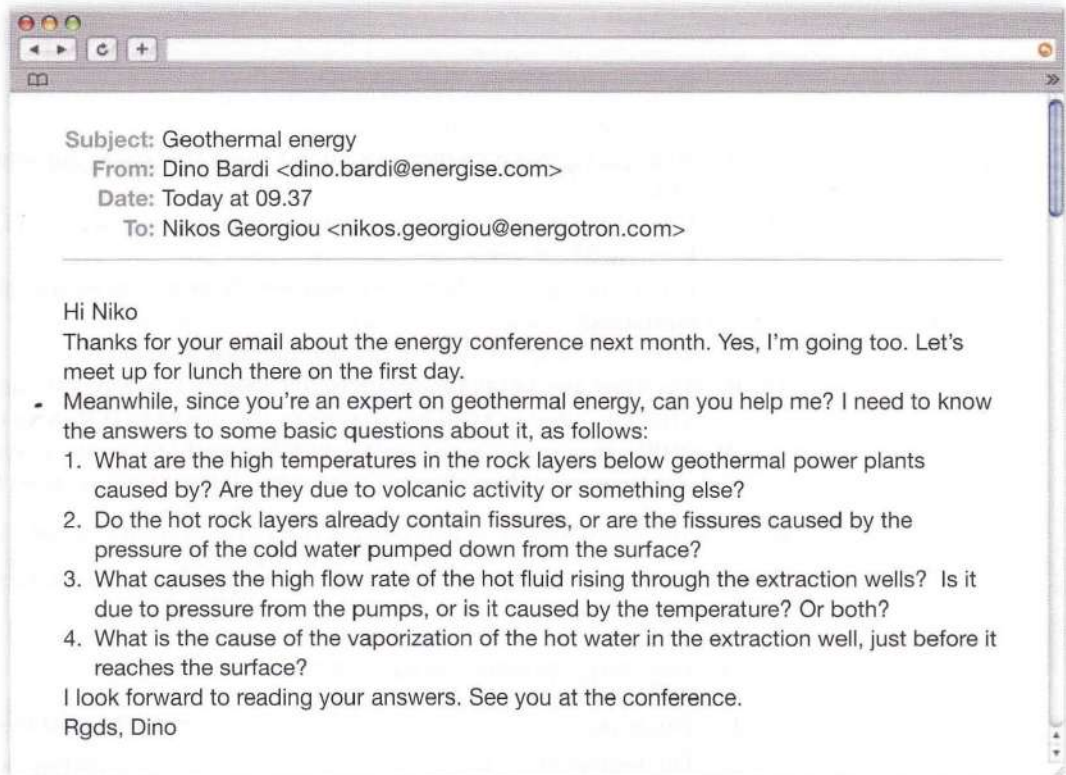 Subject: Geothermal energy
From: Dino Bardi <dino.bardi@energise.com>
Date: Today at 09.37
To: Nikos Georgiou <nikos.georgiou@energotron.com>
Hi Niko
Thanks for your email about the energy conference next month. Yes, I'm going too. Let's
meet up for lunch there on the first day.
Meanwhile, since you're an expert on geothermal energy, can you help me? I need to know
the answers to some basic questions about it, as follows:
1. What are the high temperatures in the rock layers below geothermal power plants
caused by? Are they due to volcanic activity or something else?
2. Do the hot rock layers already contain fissures, or are the fissures caused by the
pressure of the cold water pumped down from the surface?
3. What causes the high flow rate of the hot fluid rising through the extraction wells? Is it
due to pressure from the pumps, or is it caused by the temperature? Or both?
4. What is the cause of the vaporization of the hot water in the extraction well, just before it
reaches the surface?
I look forward to reading your answers. See you at the conference.
Rgds, Dino